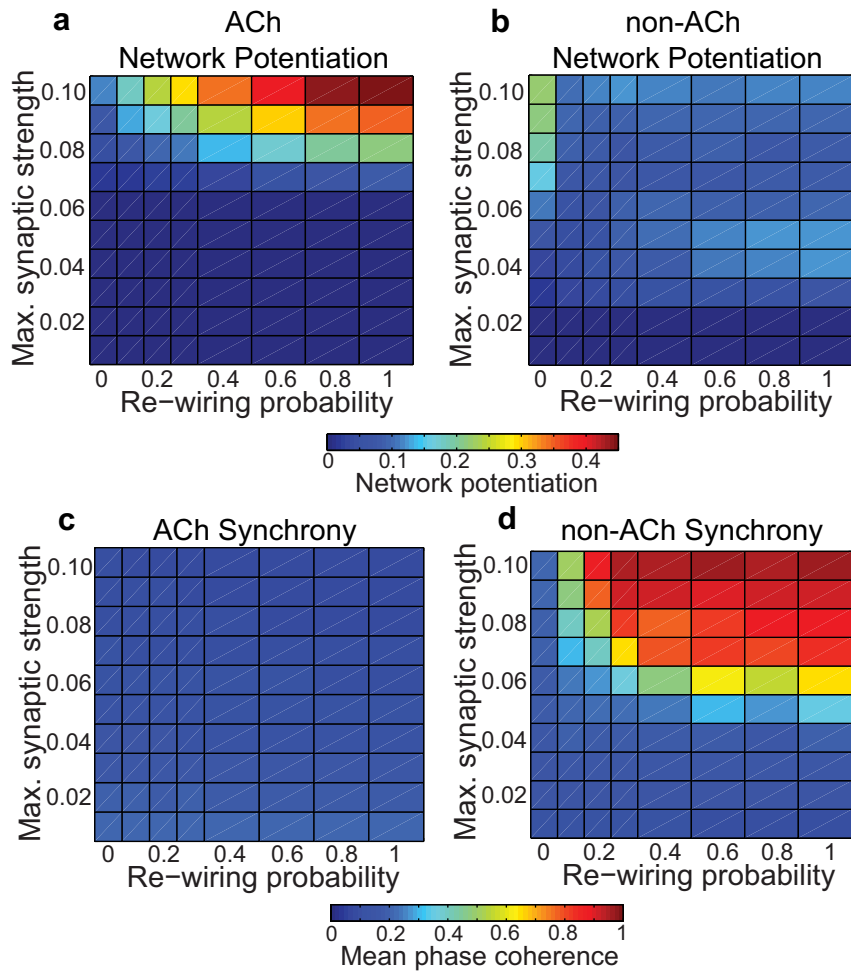 a
ACh
Network Potentiation
Max. synaptic strength
0.10
0.08
0.06
0.04
0.02
0 0.2 0.4 0.6 0.8 1
Re-wiring probability
b
non-ACh
Network Potentiation
Max. synaptic strength
0.10
0.08
0.06
0.04
0.02
0 0.2 0.4 0.6 0.8 1
Re-wiring probability
0 0.1 0.2 0.3 0.4
Network potentiation
c
ACh Synchrony
Max. synaptic strength
0.10
0.08
0.06
0.04
0.02
0 0.2 0.4 0.6 0.8 1
Re-wiring probability
d
non-ACh Synchrony
Max. synaptic strength
0.10
0.08
0.06
0.04
0.02
0 0.2 0.4 0.6 0.8 1
Re-wiring probability
0 0.2 0.4 0.6 0.8 1
Mean phase coherence